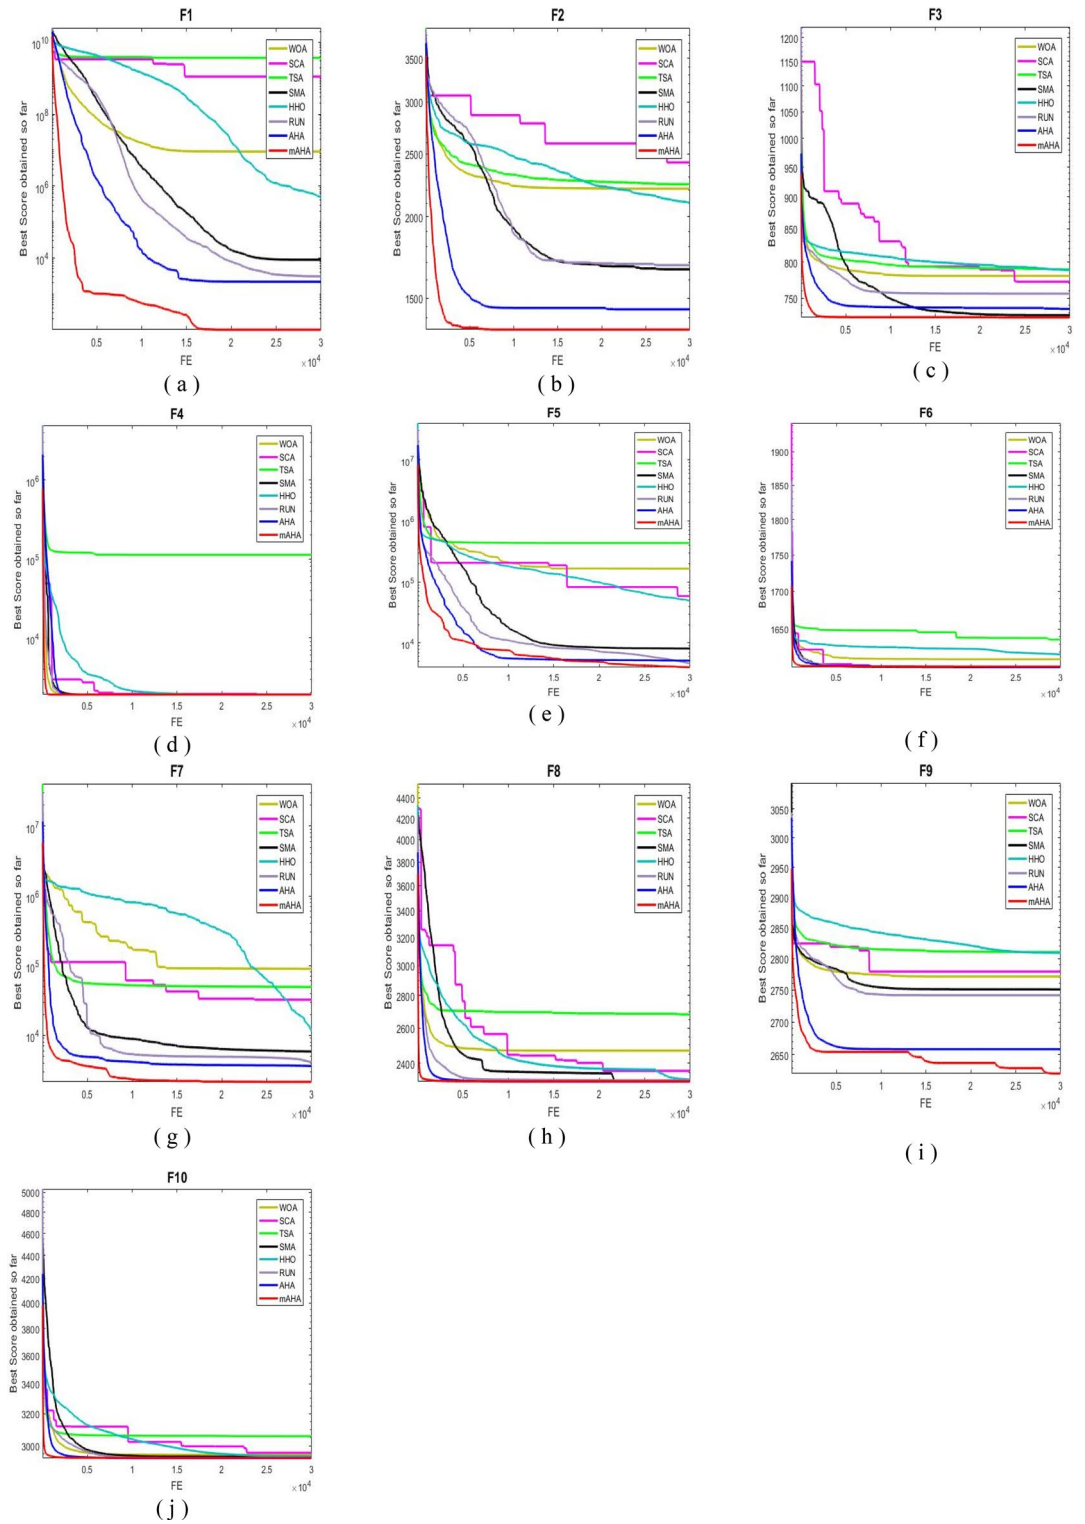 F1
Best Score obtained so far
10^10
10^8
10^6
10^4
WOA
SCA
TSA
SMA
HHO
RUN
AHA
mAHA
0.5 1 1.5 2 2.5 3
FE
×10^4
( a )
F2
Best Score obtained so far
3500
3000
2500
2000
1500
WOA
SCA
TSA
SMA
HHO
RUN
AHA
mAHA
0.5 1 1.5 2 2.5 3
FE
×10^4
( b )
F3
Best Score obtained so far
1200
1150
1100
1050
1000
950
900
850
800
750
WOA
SCA
TSA
SMA
HHO
RUN
AHA
mAHA
0.5 1 1.5 2 2.5 3
FE
×10^4
( c )
F4
Best Score obtained so far
10^6
10^5
10^4
WOA
SCA
TSA
SMA
HHO
RUN
AHA
mAHA
0.5 1 1.5 2 2.5 3
FE
×10^4
( d )
F5
Best Score obtained so far
10^7
10^6
10^5
10^4
WOA
SCA
TSA
SMA
HHO
RUN
AHA
mAHA
0.5 1 1.5 2 2.5 3
FE
×10^4
( e )
F6
Best Score obtained so far
1900
1850
1800
1750
1700
1650
WOA
SCA
TSA
SMA
HHO
RUN
AHA
mAHA
0.5 1 1.5 2 2.5 3
FE
×10^4
( f )
F7
Best Score obtained so far
10^7
10^6
10^5
10^4
WOA
SCA
TSA
SMA
HHO
RUN
AHA
mAHA
0.5 1 1.5 2 2.5 3
FE
×10^4
( g )
F8
Best Score obtained so far
4400
4200
4000
3800
3600
3400
3200
3000
2800
2600
2400
WOA
SCA
TSA
SMA
HHO
RUN
AHA
mAHA
0.5 1 1.5 2 2.5 3
FE
×10^4
( h )
F9
Best Score obtained so far
3050
3000
2950
2900
2850
2800
2750
2700
2650
WOA
SCA
TSA
SMA
HHO
RUN
AHA
mAHA
0.5 1 1.5 2 2.5 3
FE
×10^4
( i )
F10
Best Score obtained so far
5000
4800
4600
4400
4200
4000
3800
3600
3400
3200
3000
WOA
SCA
TSA
SMA
HHO
RUN
AHA
mAHA
0.5 1 1.5 2 2.5 3
FE
×10^4
( j )